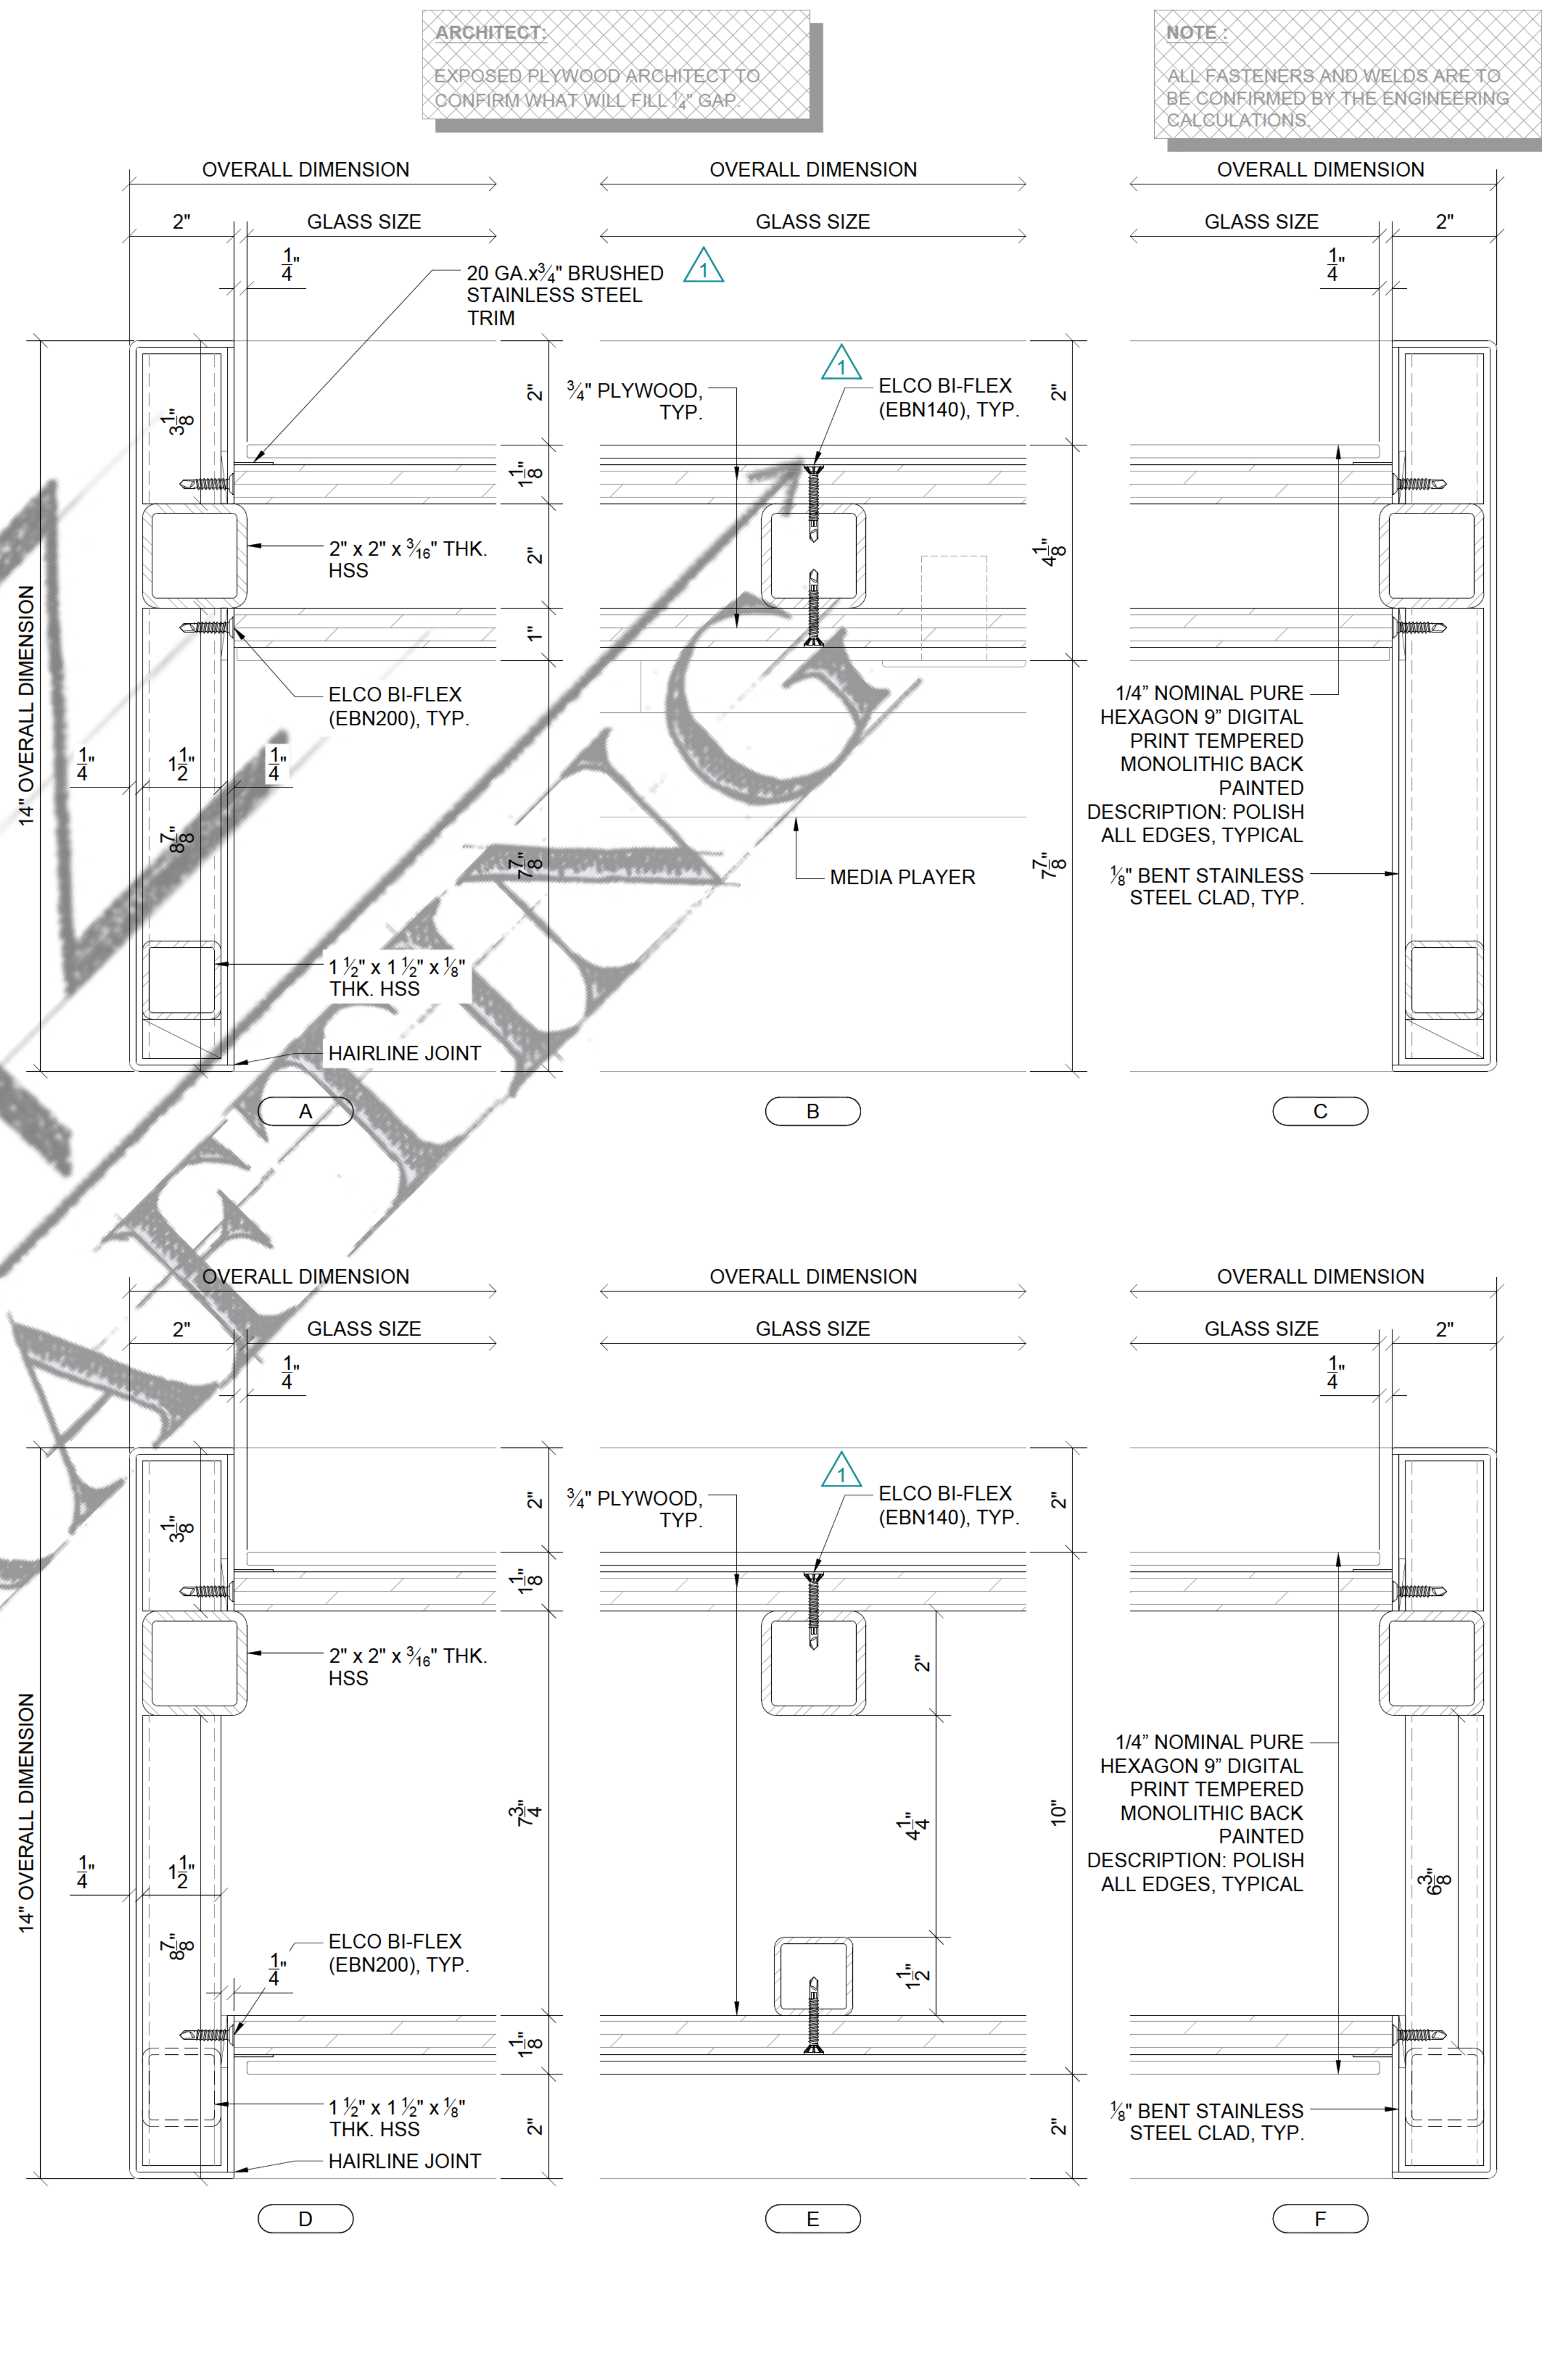 ARCHITECT:
EXPOSED PLYWOOD ARCHITECT TO
CONFIRM WHAT WILL FILL 1/4" GAP.
NOTE :
ALL FASTENERS AND WELDS ARE TO
BE CONFIRMED BY THE ENGINEERING
CALCULATIONS.
OVERALL DIMENSION
OVERALL DIMENSION
OVERALL DIMENSION
2"
GLASS SIZE
GLASS SIZE
GLASS SIZE
2"
1/4"
1/4"
20 GA.x3/4" BRUSHED
STAINLESS STEEL
TRIM
1
1
3/4" PLYWOOD,
TYP.
ELCO BI-FLEX
(EBN140), TYP.
2"
2"
3 1/8"
1 1/8"
2" x 2" x 3/16" THK.
HSS
2"
4 1/8"
1"
14" OVERALL DIMENSION
ELCO BI-FLEX
(EBN200), TYP.
1/4"
1 1/2"
1/4"
8 7/8"
7 7/8"
7 7/8"
MEDIA PLAYER
1/4” NOMINAL PURE
HEXAGON 9” DIGITAL
PRINT TEMPERED
MONOLITHIC BACK
PAINTED
DESCRIPTION: POLISH
ALL EDGES, TYPICAL
1/8" BENT STAINLESS
STEEL CLAD, TYP.
1 1/2" x 1 1/2" x 1/8"
THK. HSS
HAIRLINE JOINT
A
B
C
AFTING
OVERALL DIMENSION
OVERALL DIMENSION
OVERALL DIMENSION
2"
GLASS SIZE
GLASS SIZE
GLASS SIZE
2"
1/4"
1/4"
1
3/4" PLYWOOD,
TYP.
ELCO BI-FLEX
(EBN140), TYP.
2"
2"
3 1/8"
1 1/8"
2" x 2" x 3/16" THK.
HSS
2"
14" OVERALL DIMENSION
7 3/4"
4 1/4"
10"
1/4” NOMINAL PURE
HEXAGON 9” DIGITAL
PRINT TEMPERED
MONOLITHIC BACK
PAINTED
DESCRIPTION: POLISH
ALL EDGES, TYPICAL
6 3/8"
1/4"
1 1/2"
8 7/8"
ELCO BI-FLEX
(EBN200), TYP.
1/4"
1 1/2"
1 1/8"
1 1/2" x 1 1/2" x 1/8"
THK. HSS
HAIRLINE JOINT
2"
2"
1/8" BENT STAINLESS
STEEL CLAD, TYP.
D
E
F